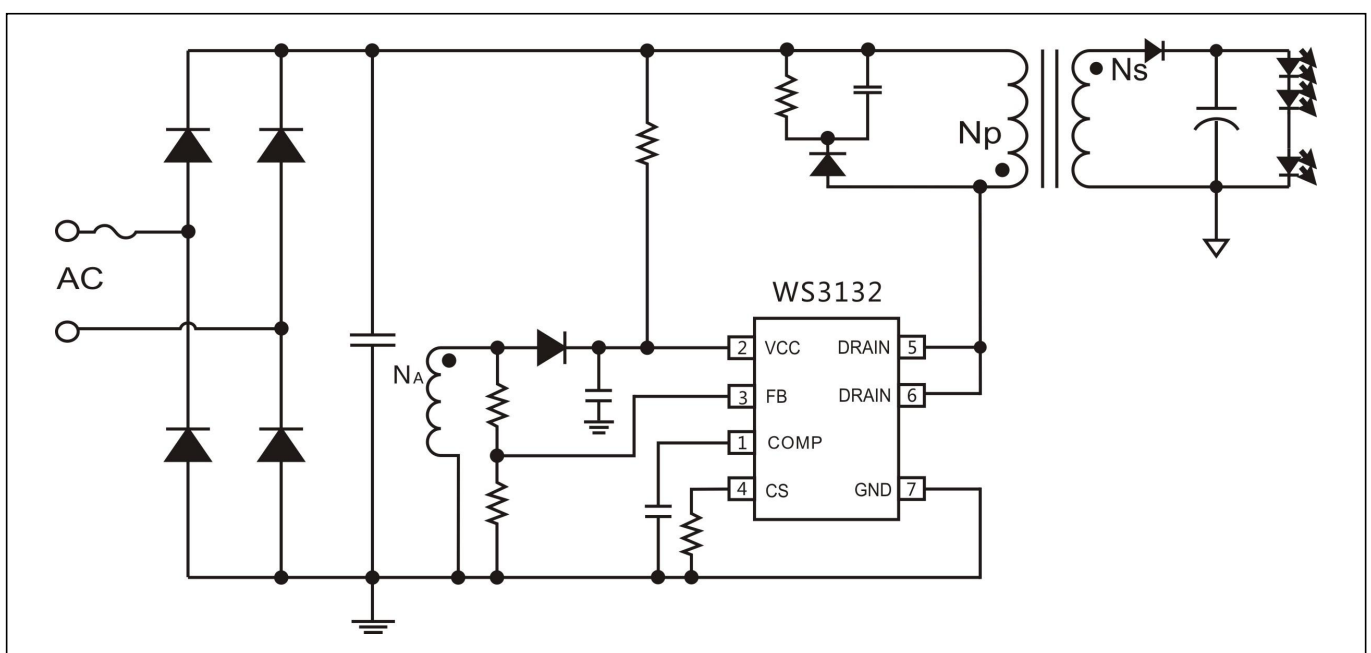 Ns
Np
AC
WS3132
NA
2 VCC DRAIN 5
3 FB DRAIN 6
1 COMP
4 CS GND 7